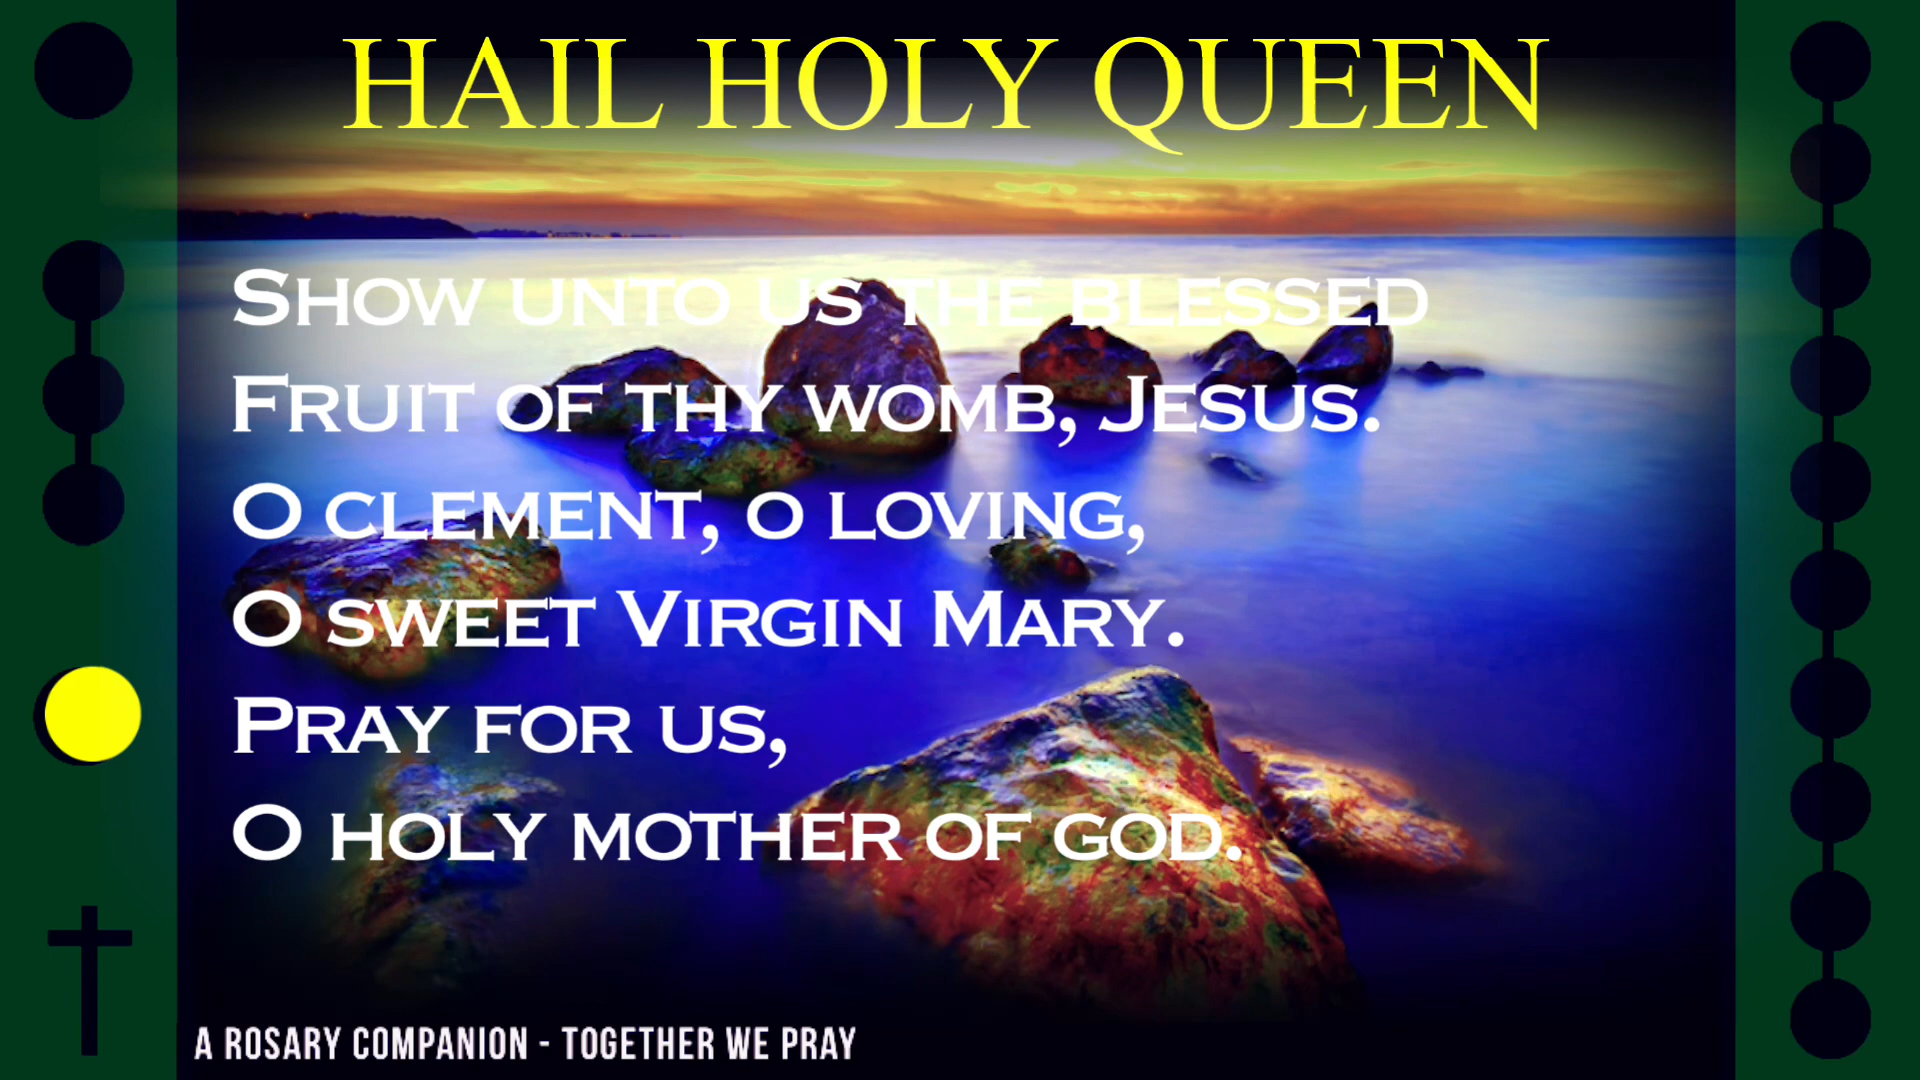 HAIL HOLY QUEEN
Show unto us the blessed
Fruit of thy womb, Jesus.
O clement, o loving,
O sweet Virgin Mary.
Pray for us,
O holy mother of god.
A ROSARY COMPANION - TOGETHER WE PRAY